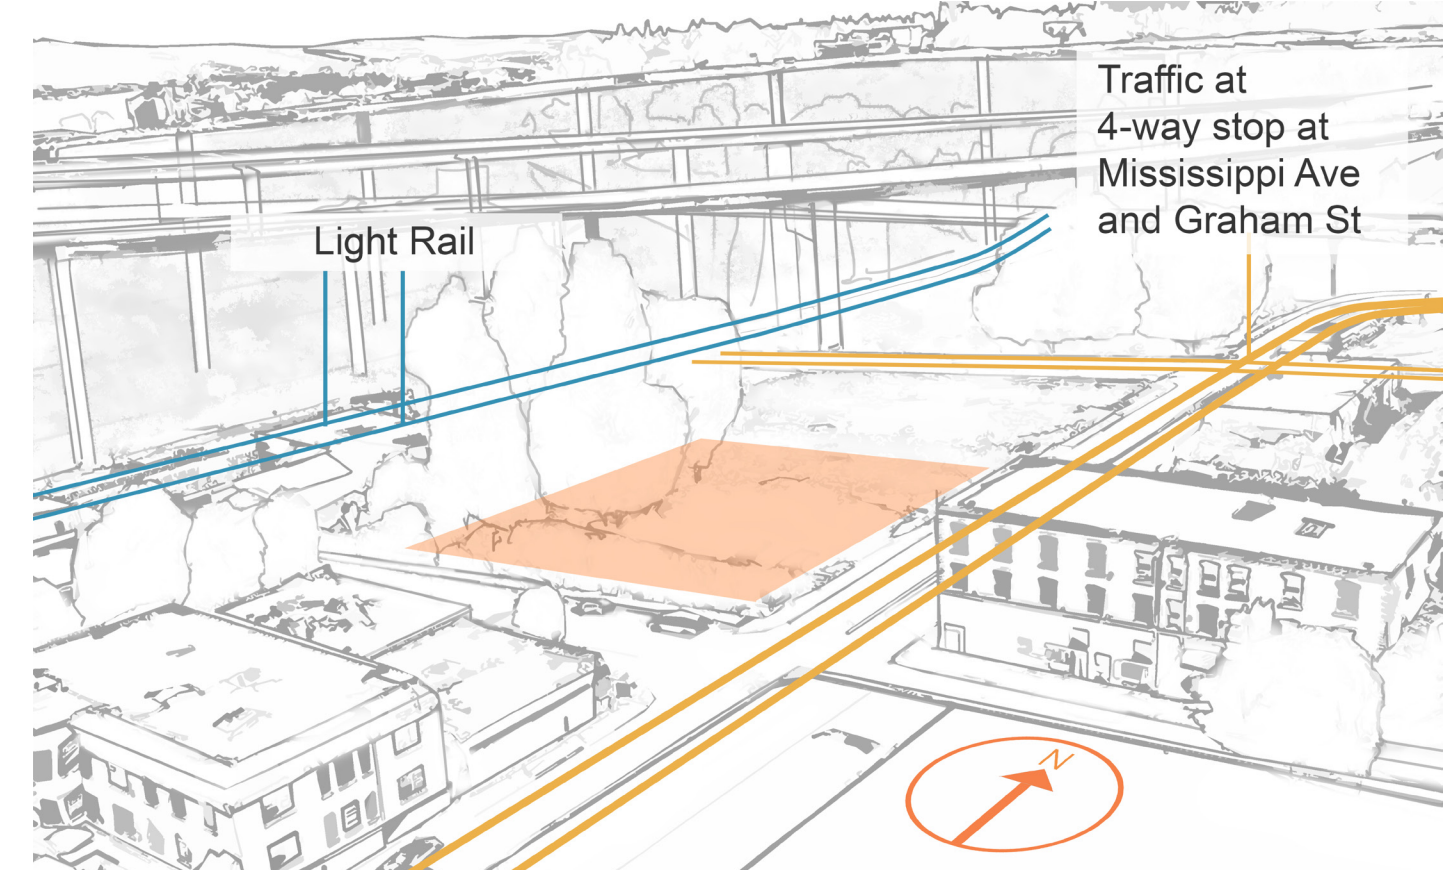 Traffic at
4-way stop at
Mississippi Ave
and Graham St
Light Rail
N